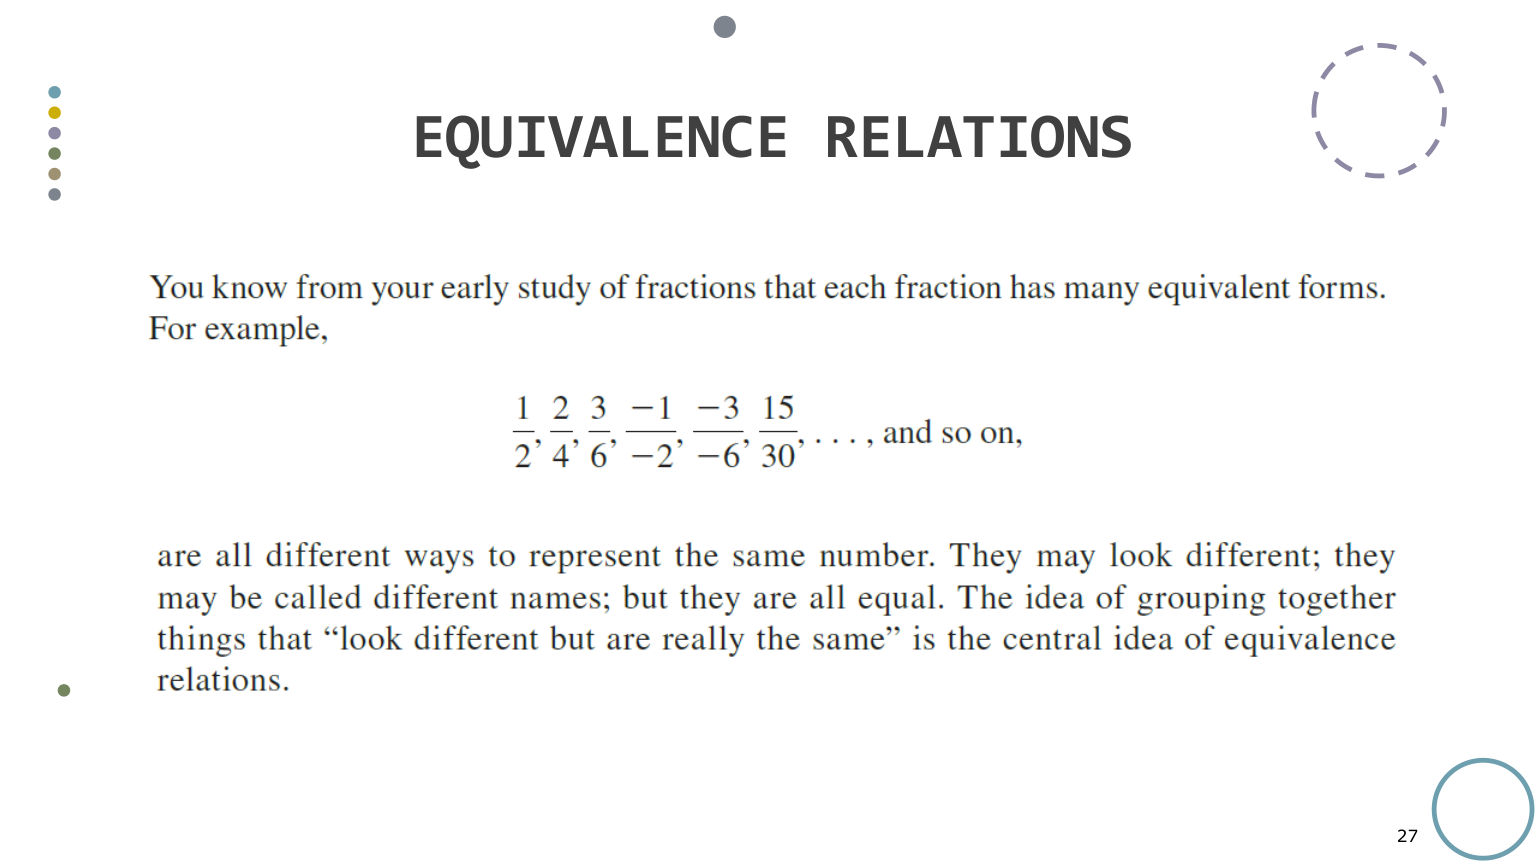 EQUIVALENCE RELATIONS
You know from your early study of fractions that each fraction has many equivalent forms.
For example,
1/2, 2/4, 3/6, −1/−2, −3/−6, 15/30, . . . , and so on,
are all different ways to represent the same number. They may look different; they
may be called different names; but they are all equal. The idea of grouping together
things that “look different but are really the same” is the central idea of equivalence
relations.
27